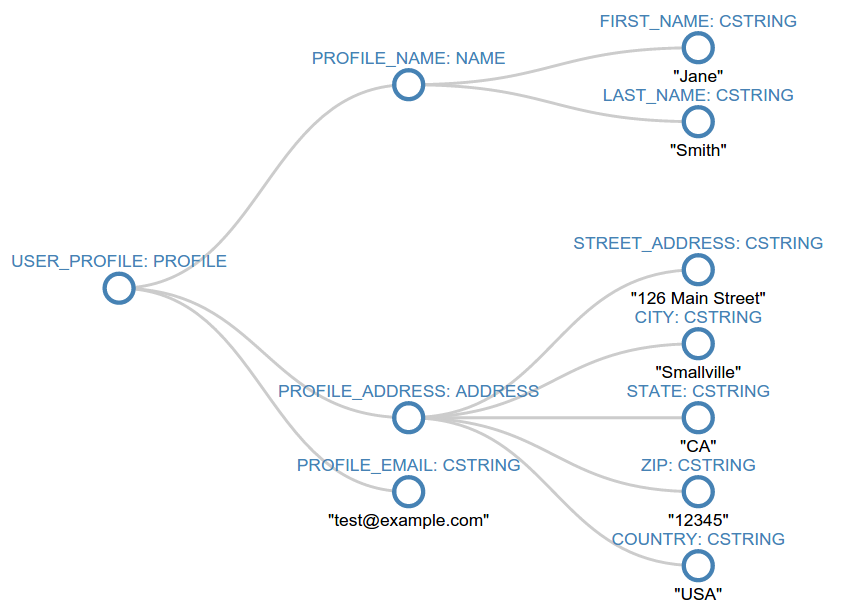 FIRST_NAME: CSTRING
"Jane"
PROFILE_NAME: NAME
LAST_NAME: CSTRING
"Smith"
STREET_ADDRESS: CSTRING
"126 Main Street"
USER_PROFILE: PROFILE
CITY: CSTRING
"Smallville"
PROFILE_ADDRESS: ADDRESS
STATE: CSTRING
"CA"
PROFILE_EMAIL: CSTRING
"test@example.com"
ZIP: CSTRING
"12345"
COUNTRY: CSTRING
"USA"